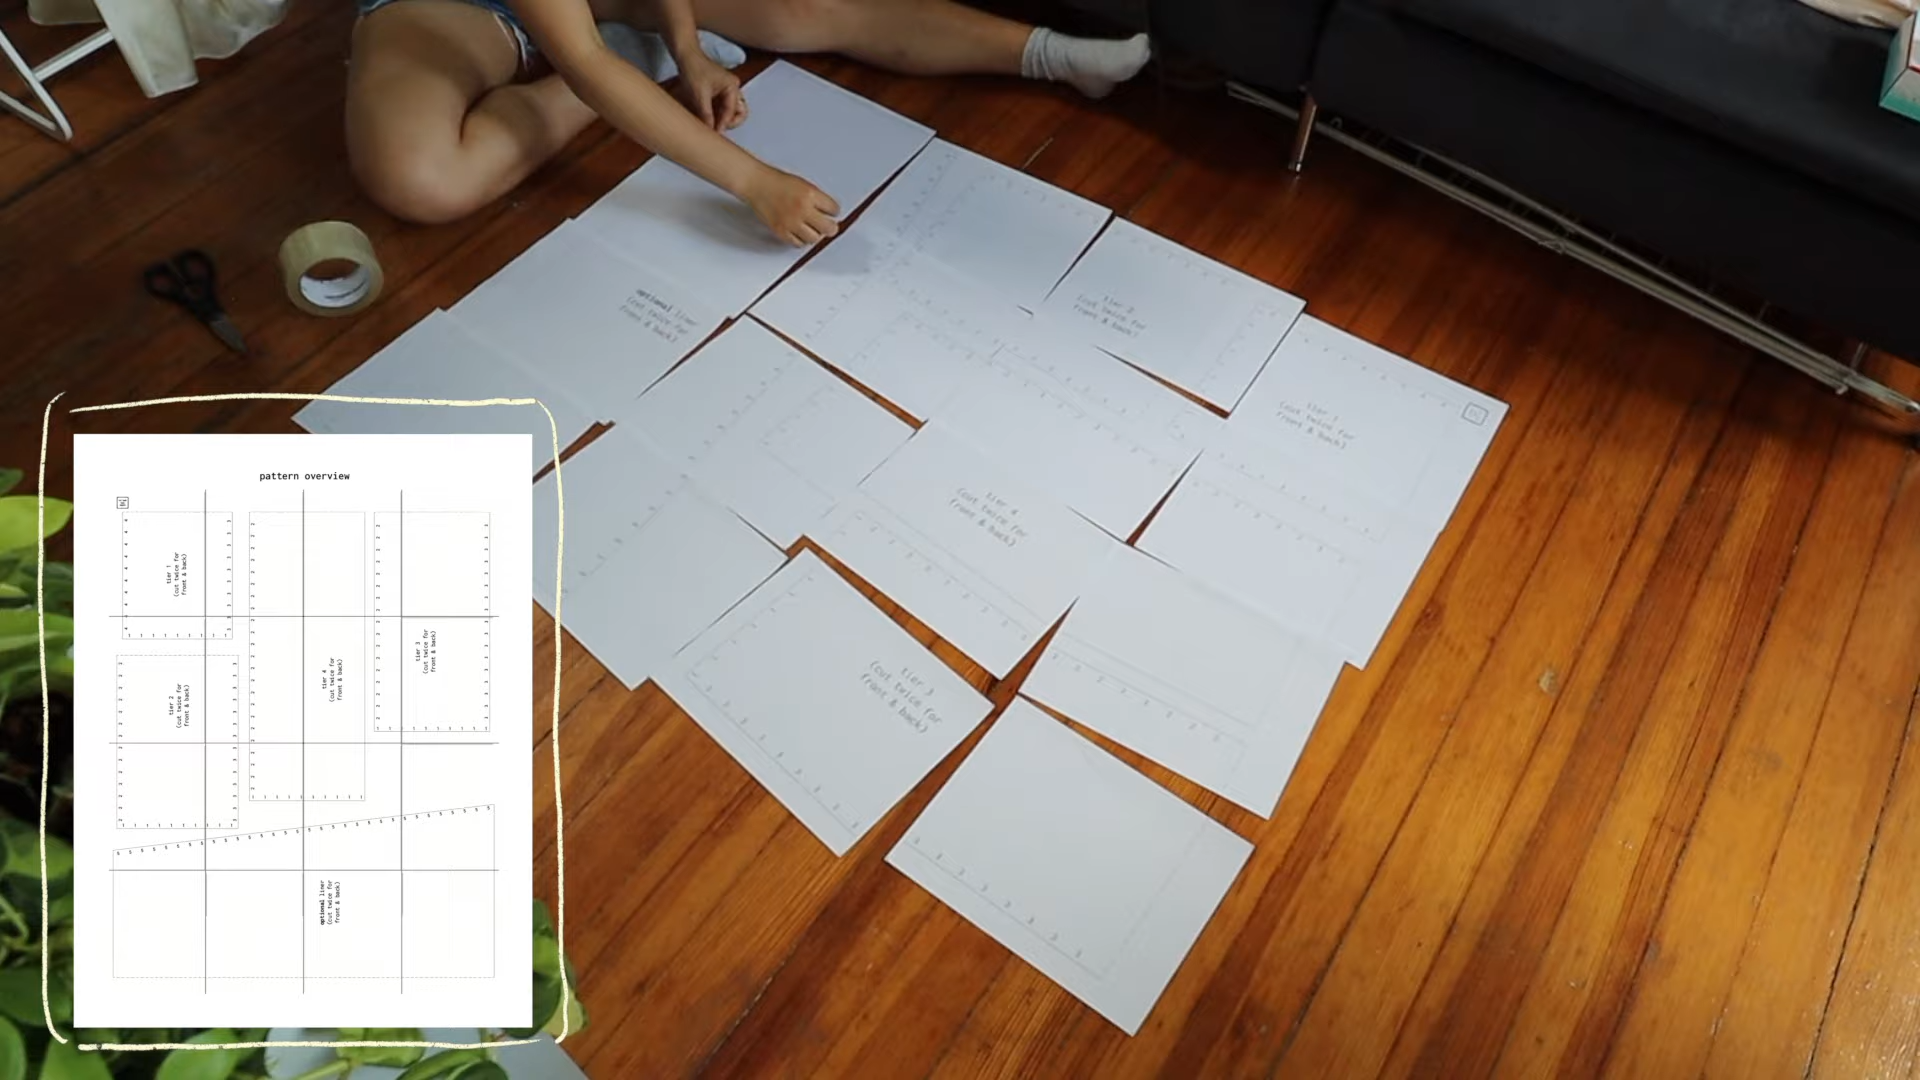 optional liner
(cut twice for
front & back)
tier 2
(cut twice for
front & back)
tier 1
(cut twice for
front & back)
tier 4
(cut twice for
front & back)
tier 3
(cut twice for
front & back)
pattern overview
tier 1
(cut twice for
front & back)
tier 4
(cut twice for
front & back)
tier 3
(cut twice for
front & back)
tier 2
(cut twice for
front & back)
optional liner
(cut twice for
front & back)